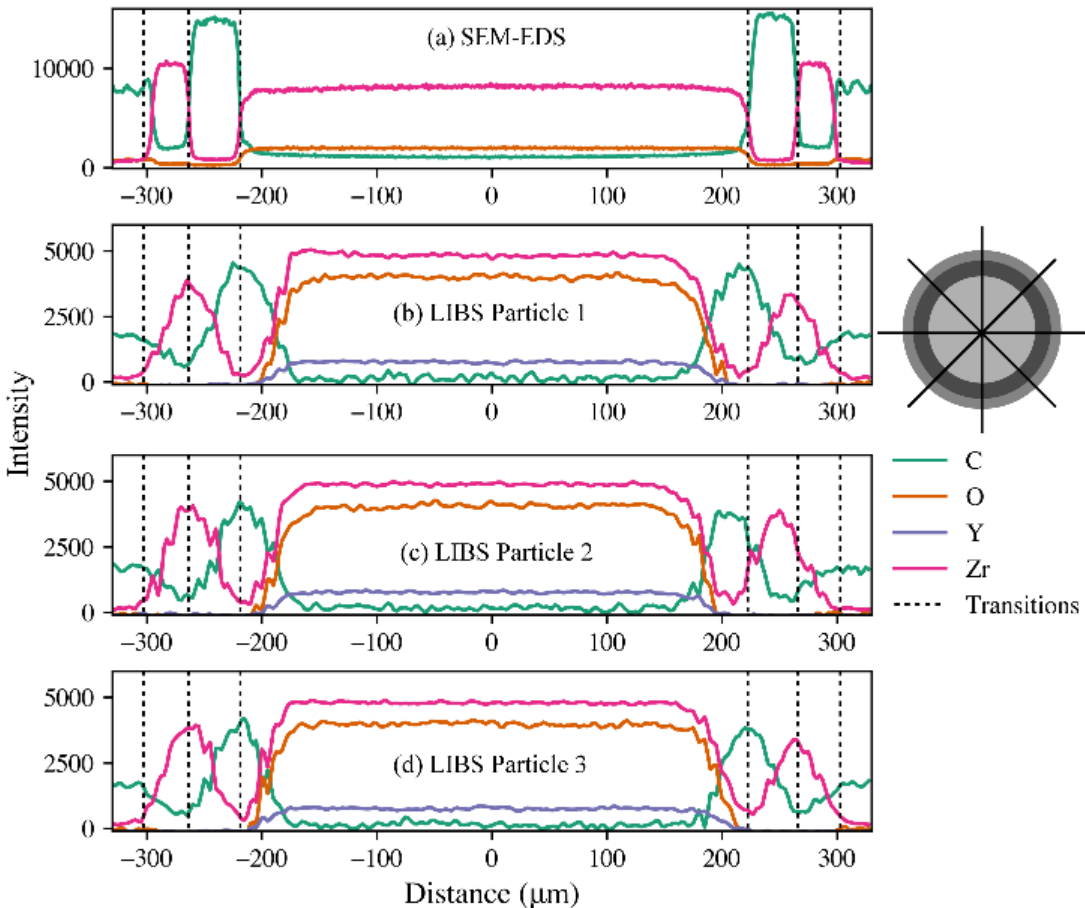 (a) SEM-EDS
10000
0
−300 −200 −100 0 100 200 300
5000
2500
0
(b) LIBS Particle 1
−300 −200 −100 0 100 200 300
Intensity
5000
2500
0
(c) LIBS Particle 2
−300 −200 −100 0 100 200 300
5000
2500
0
(d) LIBS Particle 3
−300 −200 −100 0 100 200 300
Distance (μm)
C
O
Y
Zr
Transitions